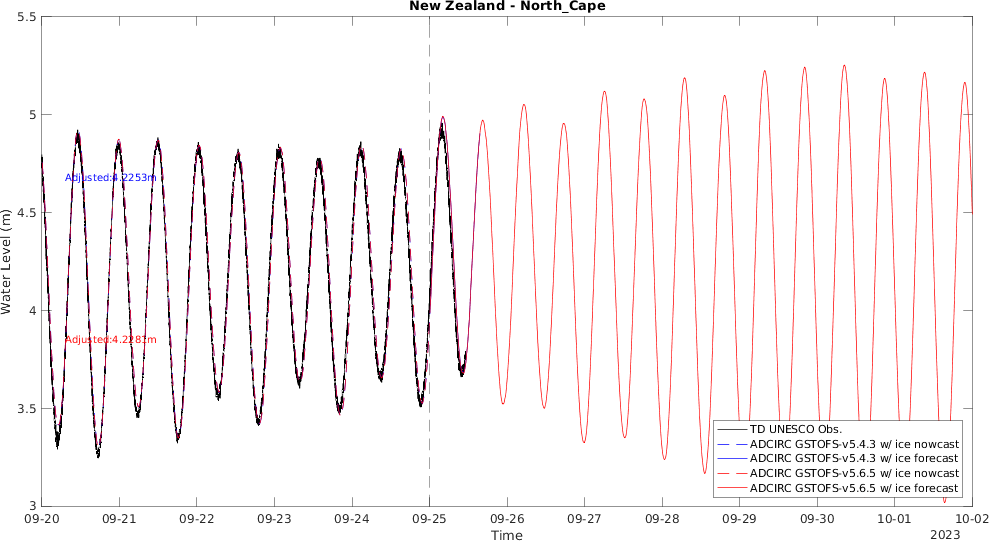 New Zealand - North_Cape
5.5
5
4.5
4
3.5
3
Water Level (m)
Adjusted:4.2253m
Adjusted:4.2281m
TD UNESCO Obs.
ADCIRC GSTOFS-v5.4.3 w/ ice nowcast
ADCIRC GSTOFS-v5.4.3 w/ ice forecast
ADCIRC GSTOFS-v5.6.5 w/ ice nowcast
ADCIRC GSTOFS-v5.6.5 w/ ice forecast
09-20 09-21 09-22 09-23 09-24 09-25 09-26 09-27 09-28 09-29 09-30 10-01 10-02
Time
2023